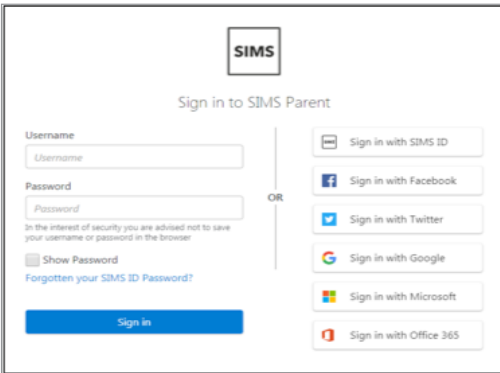 SIMS
Sign in to SIMS Parent
Username
Username
Password
Password
In the interest of security you are advised not to save
your username or password in the browser
Show Password
Forgotten your SIMS ID Password?
Sign in
OR
SIMS
Sign in with SIMS ID
Sign in with Facebook
Sign in with Twitter
Sign in with Google
Sign in with Microsoft
Sign in with Office 365